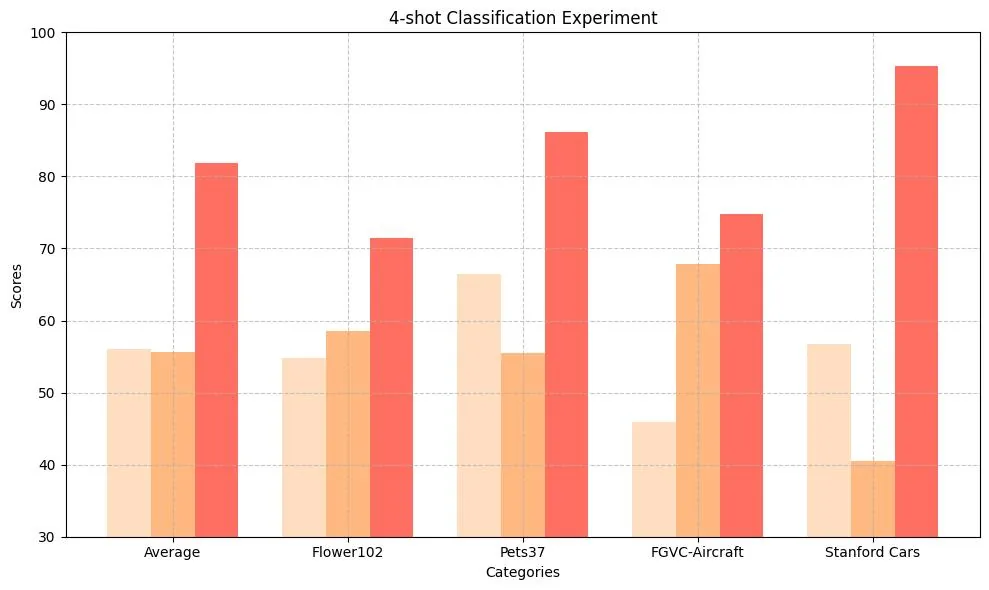 4-shot Classification Experiment
100
90
80
70
60
50
40
30
Scores
Average Flower102 Pets37 FGVC-Aircraft Stanford Cars
Categories